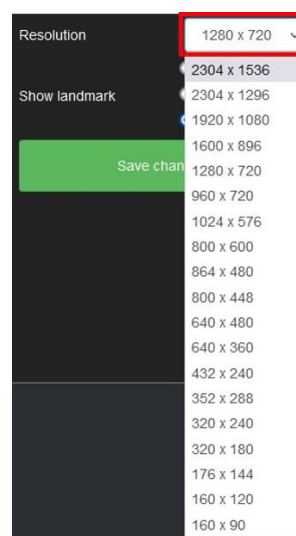 Resolution
1280 x 720
2304 x 1536
Show landmark
2304 x 1296
1920 x 1080
1600 x 896
Save chan
1280 x 720
960 x 720
1024 x 576
800 x 600
864 x 480
800 x 448
640 x 480
640 x 360
432 x 240
352 x 288
320 x 240
320 x 180
176 x 144
160 x 120
160 x 90